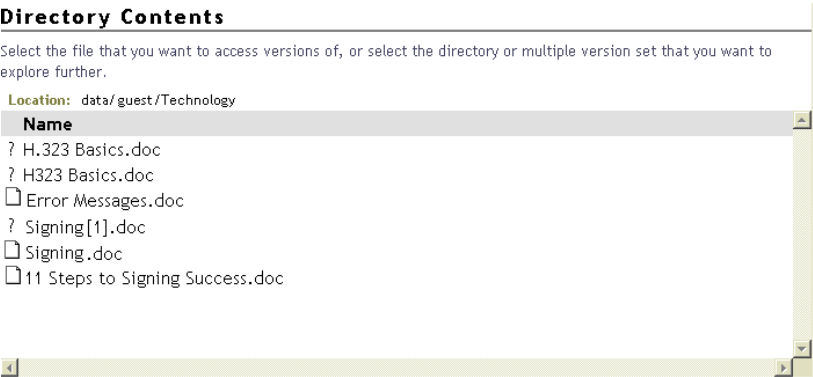 Directory Contents
Select the file that you want to access versions of, or select the directory or multiple version set that you want to
explore further.
Location: data/guest/Technology
Name
? H.323 Basics.doc
? H323 Basics.doc
Error Messages.doc
? Signing[1].doc
Signing.doc
11 Steps to Signing Success.doc